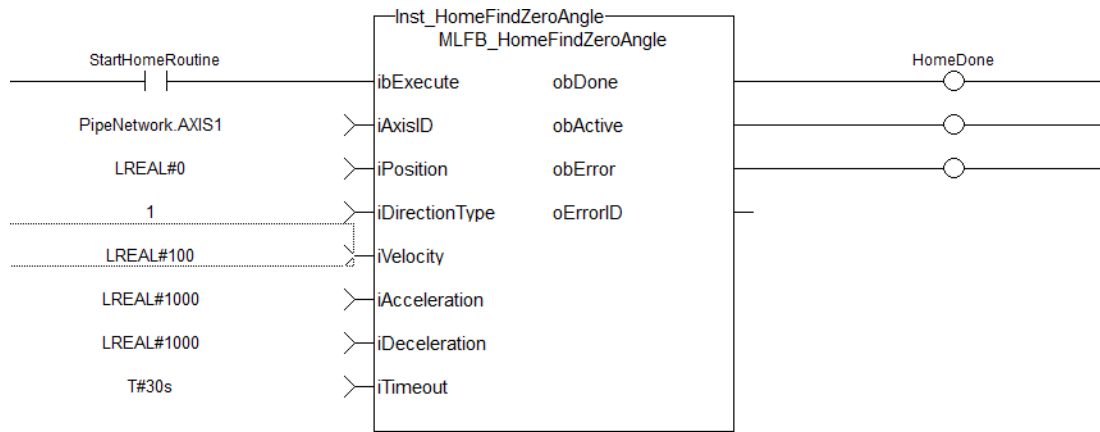 Inst_HomeFindZeroAngle
MLFB_HomeFindZeroAngle
StartHomeRoutine ibExecute obDone HomeDone
PipeNetwork.AXIS1 iAxisID obActive
LREAL#0 iPosition obError
1 iDirectionType oErrorID
LREAL#100 iVelocity
LREAL#1000 iAcceleration
LREAL#1000 iDeceleration
T#30s iTimeout